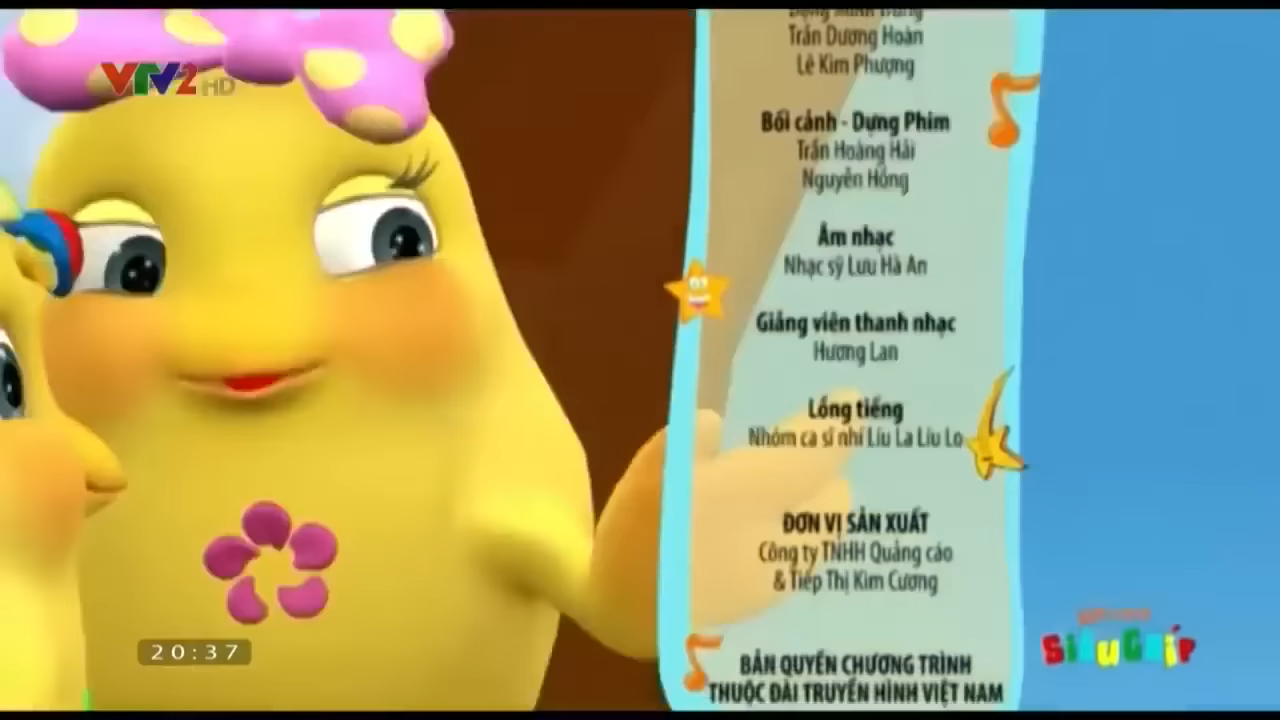 VTV2 HD
Trần Dương Hoàn
Lê Kim Phượng
Bối cảnh - Dựng Phim
Trần Hoàng Hải
Nguyễn Hồng
Âm nhạc
Nhạc sỹ Lưu Hà An
Giảng viên thanh nhạc
Hương Lan
Lồng tiếng
Nhóm ca sĩ nhí Líu La Líu Lo
ĐƠN VỊ SẢN XUẤT
Công ty TNHH Quảng cáo
& Tiếp Thị Kim Cương
20:37
BẢN QUYỀN CHƯƠNG TRÌNH
THUỘC ĐÀI TRUYỀN HÌNH VIỆT NAM